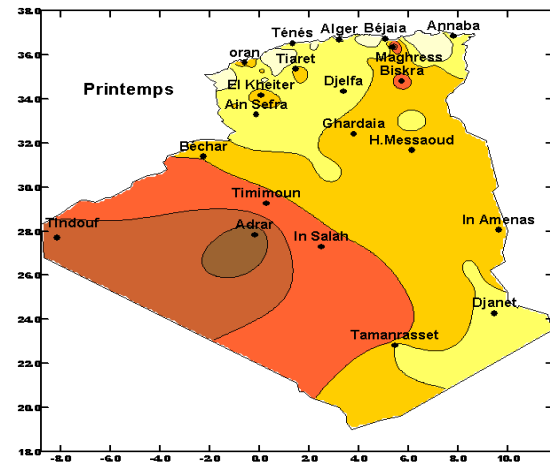 38.0
36.0
34.0
32.0
30.0
28.0
26.0
24.0
22.0
20.0
18.0
Printemps
Ténés Alger Béjaia Annaba
oran Tiaret Maghress
El Kheiter Djelfa Biskra
Ain Sefra
Ghardaia
H.Messaoud
Béchar
Timimoun
Tindouf Adrar In Salah In Amenas
Djanet
Tamanrasset
-8.0 -6.0 -4.0 -2.0 0.0 2.0 4.0 6.0 8.0 10.0